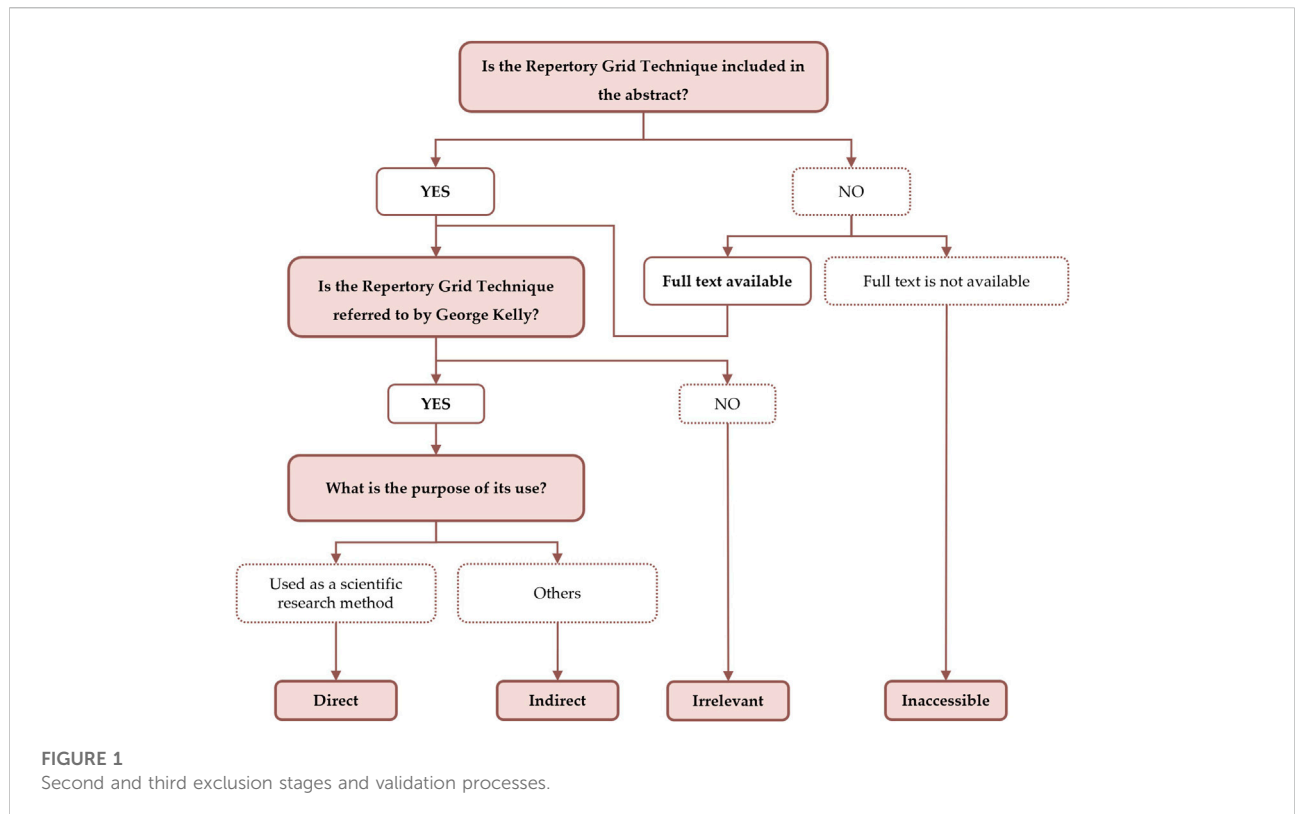 Is the Repertory Grid Technique included in
the abstract?
YES
NO
Is the Repertory Grid Technique
referred to by George Kelly?
Full text available
Full text is not available
YES
NO
What is the purpose of its use?
Used as a scientific
research method
Others
Direct
Indirect
Irrelevant
Inaccessible
FIGURE 1
Second and third exclusion stages and validation processes.